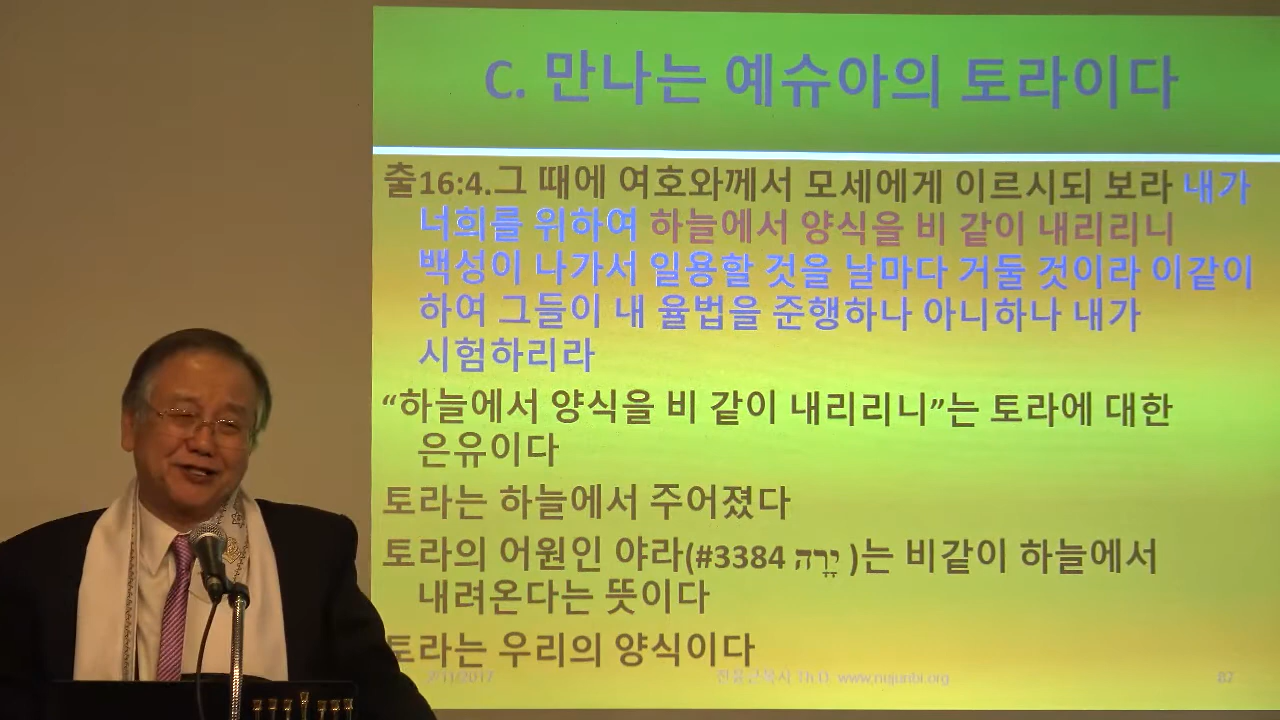 C. 만나는 예슈아의 토라이다
출16:4.그 때에 여호와께서 모세에게 이르시되 보라 내가
너희를 위하여 하늘에서 양식을 비 같이 내리리니
백성이 나가서 일용할 것을 날마다 거둘 것이라 이같이
하여 그들이 내 율법을 준행하나 아니하나 내가
시험하리라
“하늘에서 양식을 비 같이 내리리니”는 토라에 대한
은유이다
토라는 하늘에서 주어졌다
토라의 어원인 야라(#3384 יָרָה )는 비같이 하늘에서
내려온다는 뜻이다
토라는 우리의 양식이다
2/11/2017 Th.D. www.nisjunbi.org 82